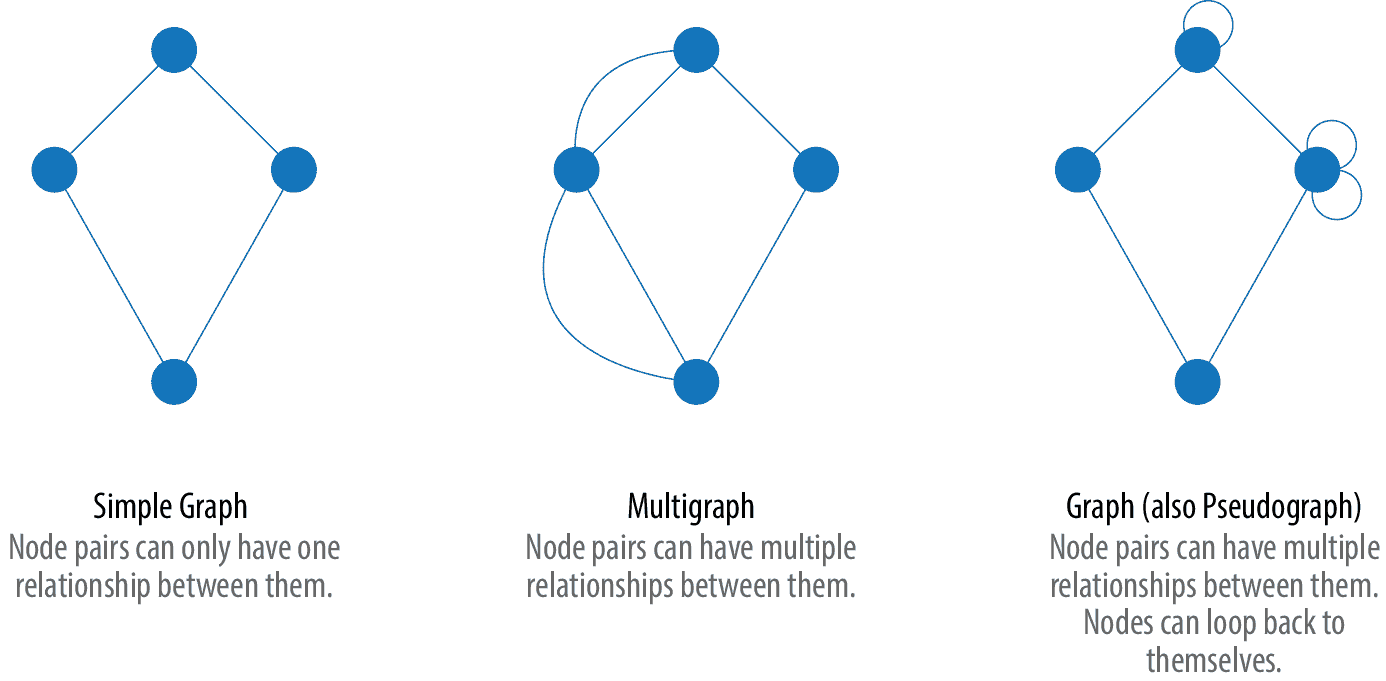 Simple Graph
Node pairs can only have one
relationship between them.
Multigraph
Node pairs can have multiple
relationships between them.
Graph (also Pseudograph)
Node pairs can have multiple
relationships between them.
Nodes can loop back to
themselves.